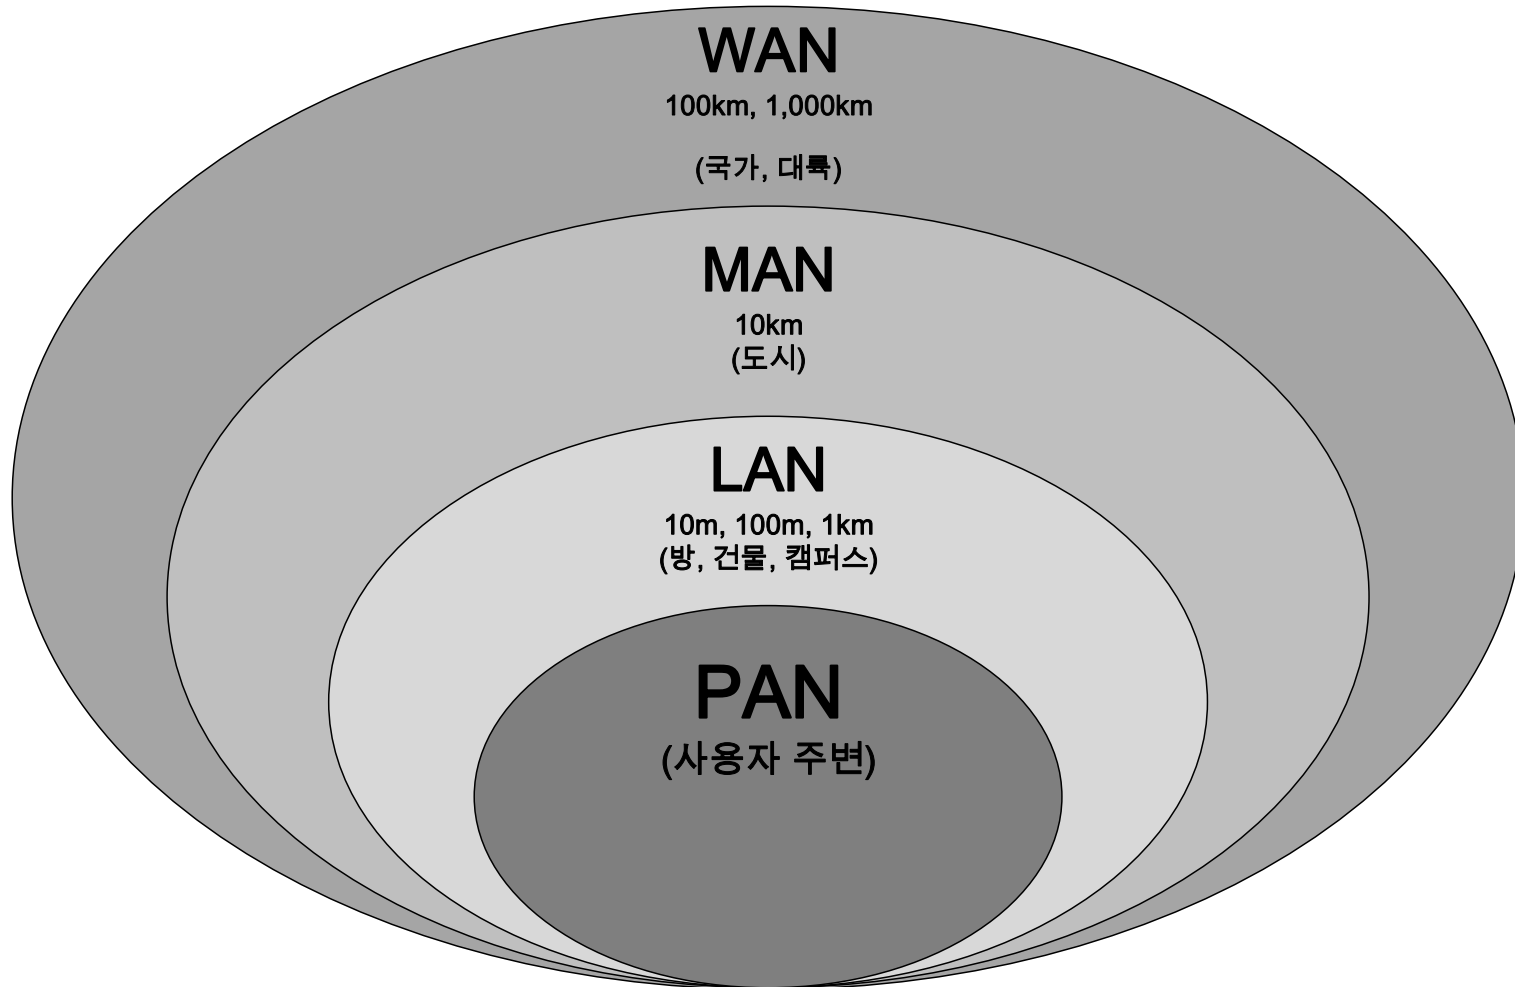 WAN
100km, 1,000km
(국가, 대륙)
MAN
10km
(도시)
LAN
10m, 100m, 1km
(방, 건물, 캠퍼스)
PAN
(사용자 주변)